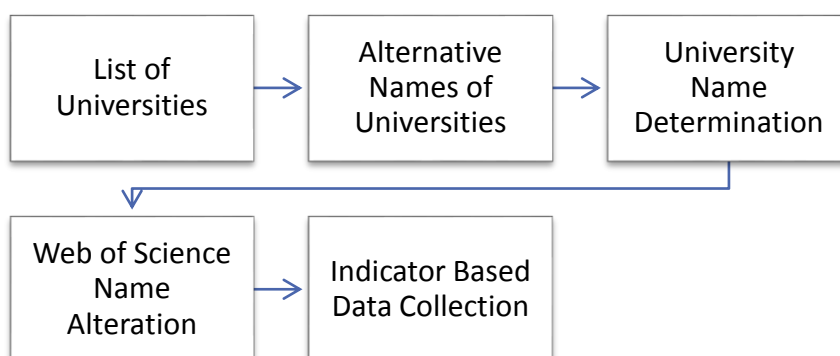 List of
Universities
Alternative
Names of
Universities
University
Name
Determination
Web of Science
Name
Alteration
Indicator Based
Data Collection